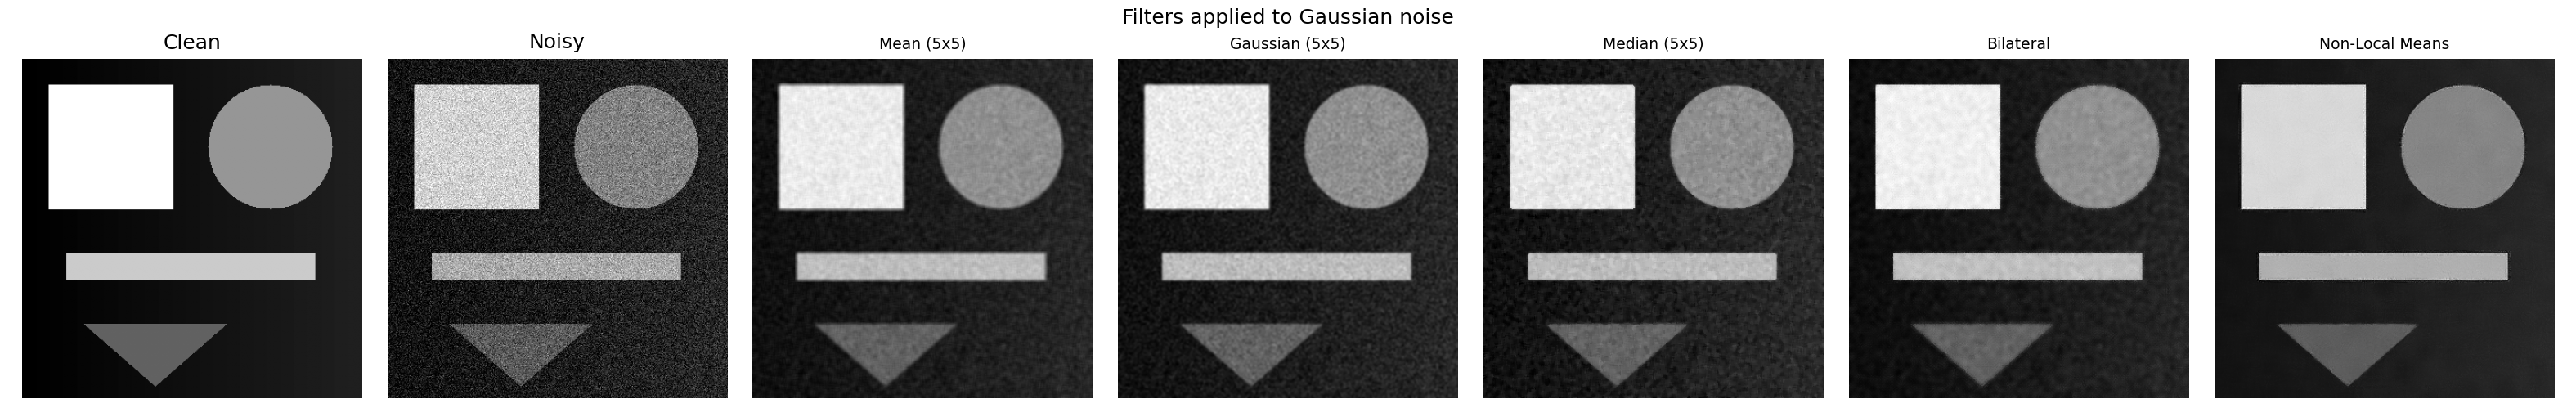 Filters applied to Gaussian noise
Clean
Noisy
Mean (5x5)
Gaussian (5x5)
Median (5x5)
Bilateral
Non-Local Means